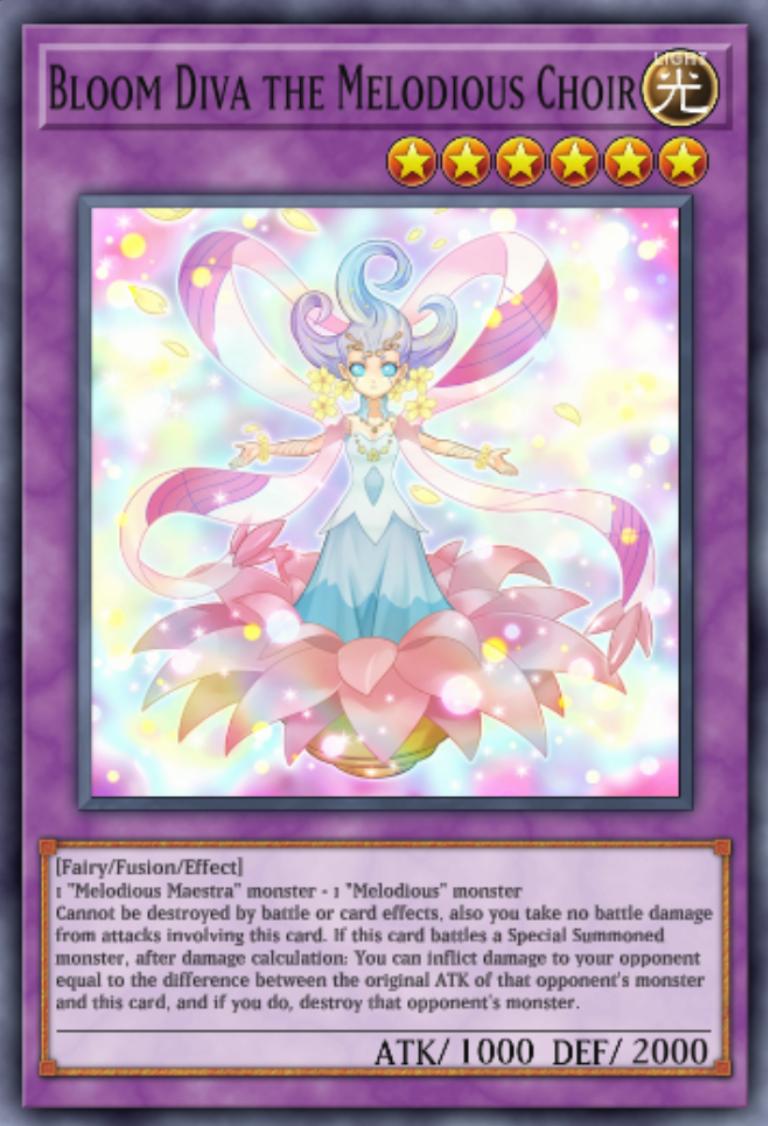 BLOOM DIVA THE MELODIOUS CHOIR
LIGHT
光
[Fairy/Fusion/Effect]
1 "Melodious Maestra" monster - 1 "Melodious" monster
Cannot be destroyed by battle or card effects, also you take no battle damage
from attacks involving this card. If this card battles a Special Summoned
monster, after damage calculation: You can inflict damage to your opponent
equal to the difference between the original ATK of that opponent's monster
and this card, and if you do, destroy that opponent's monster.
ATK/ 1000 DEF/ 2000